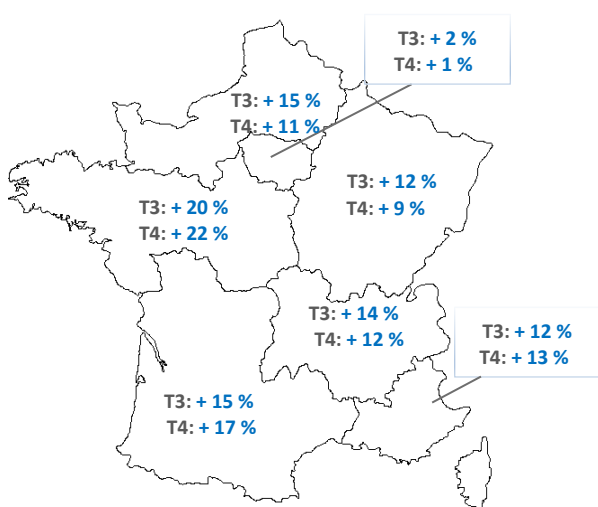 T3: + 2 %
T4: + 1 %
T3: + 15 %
T4: + 11 %
T3: + 12 %
T4: + 9 %
T3: + 20 %
T4: + 22 %
T3: + 14 %
T4: + 12 %
T3: + 12 %
T4: + 13 %
T3: + 15 %
T4: + 17 %